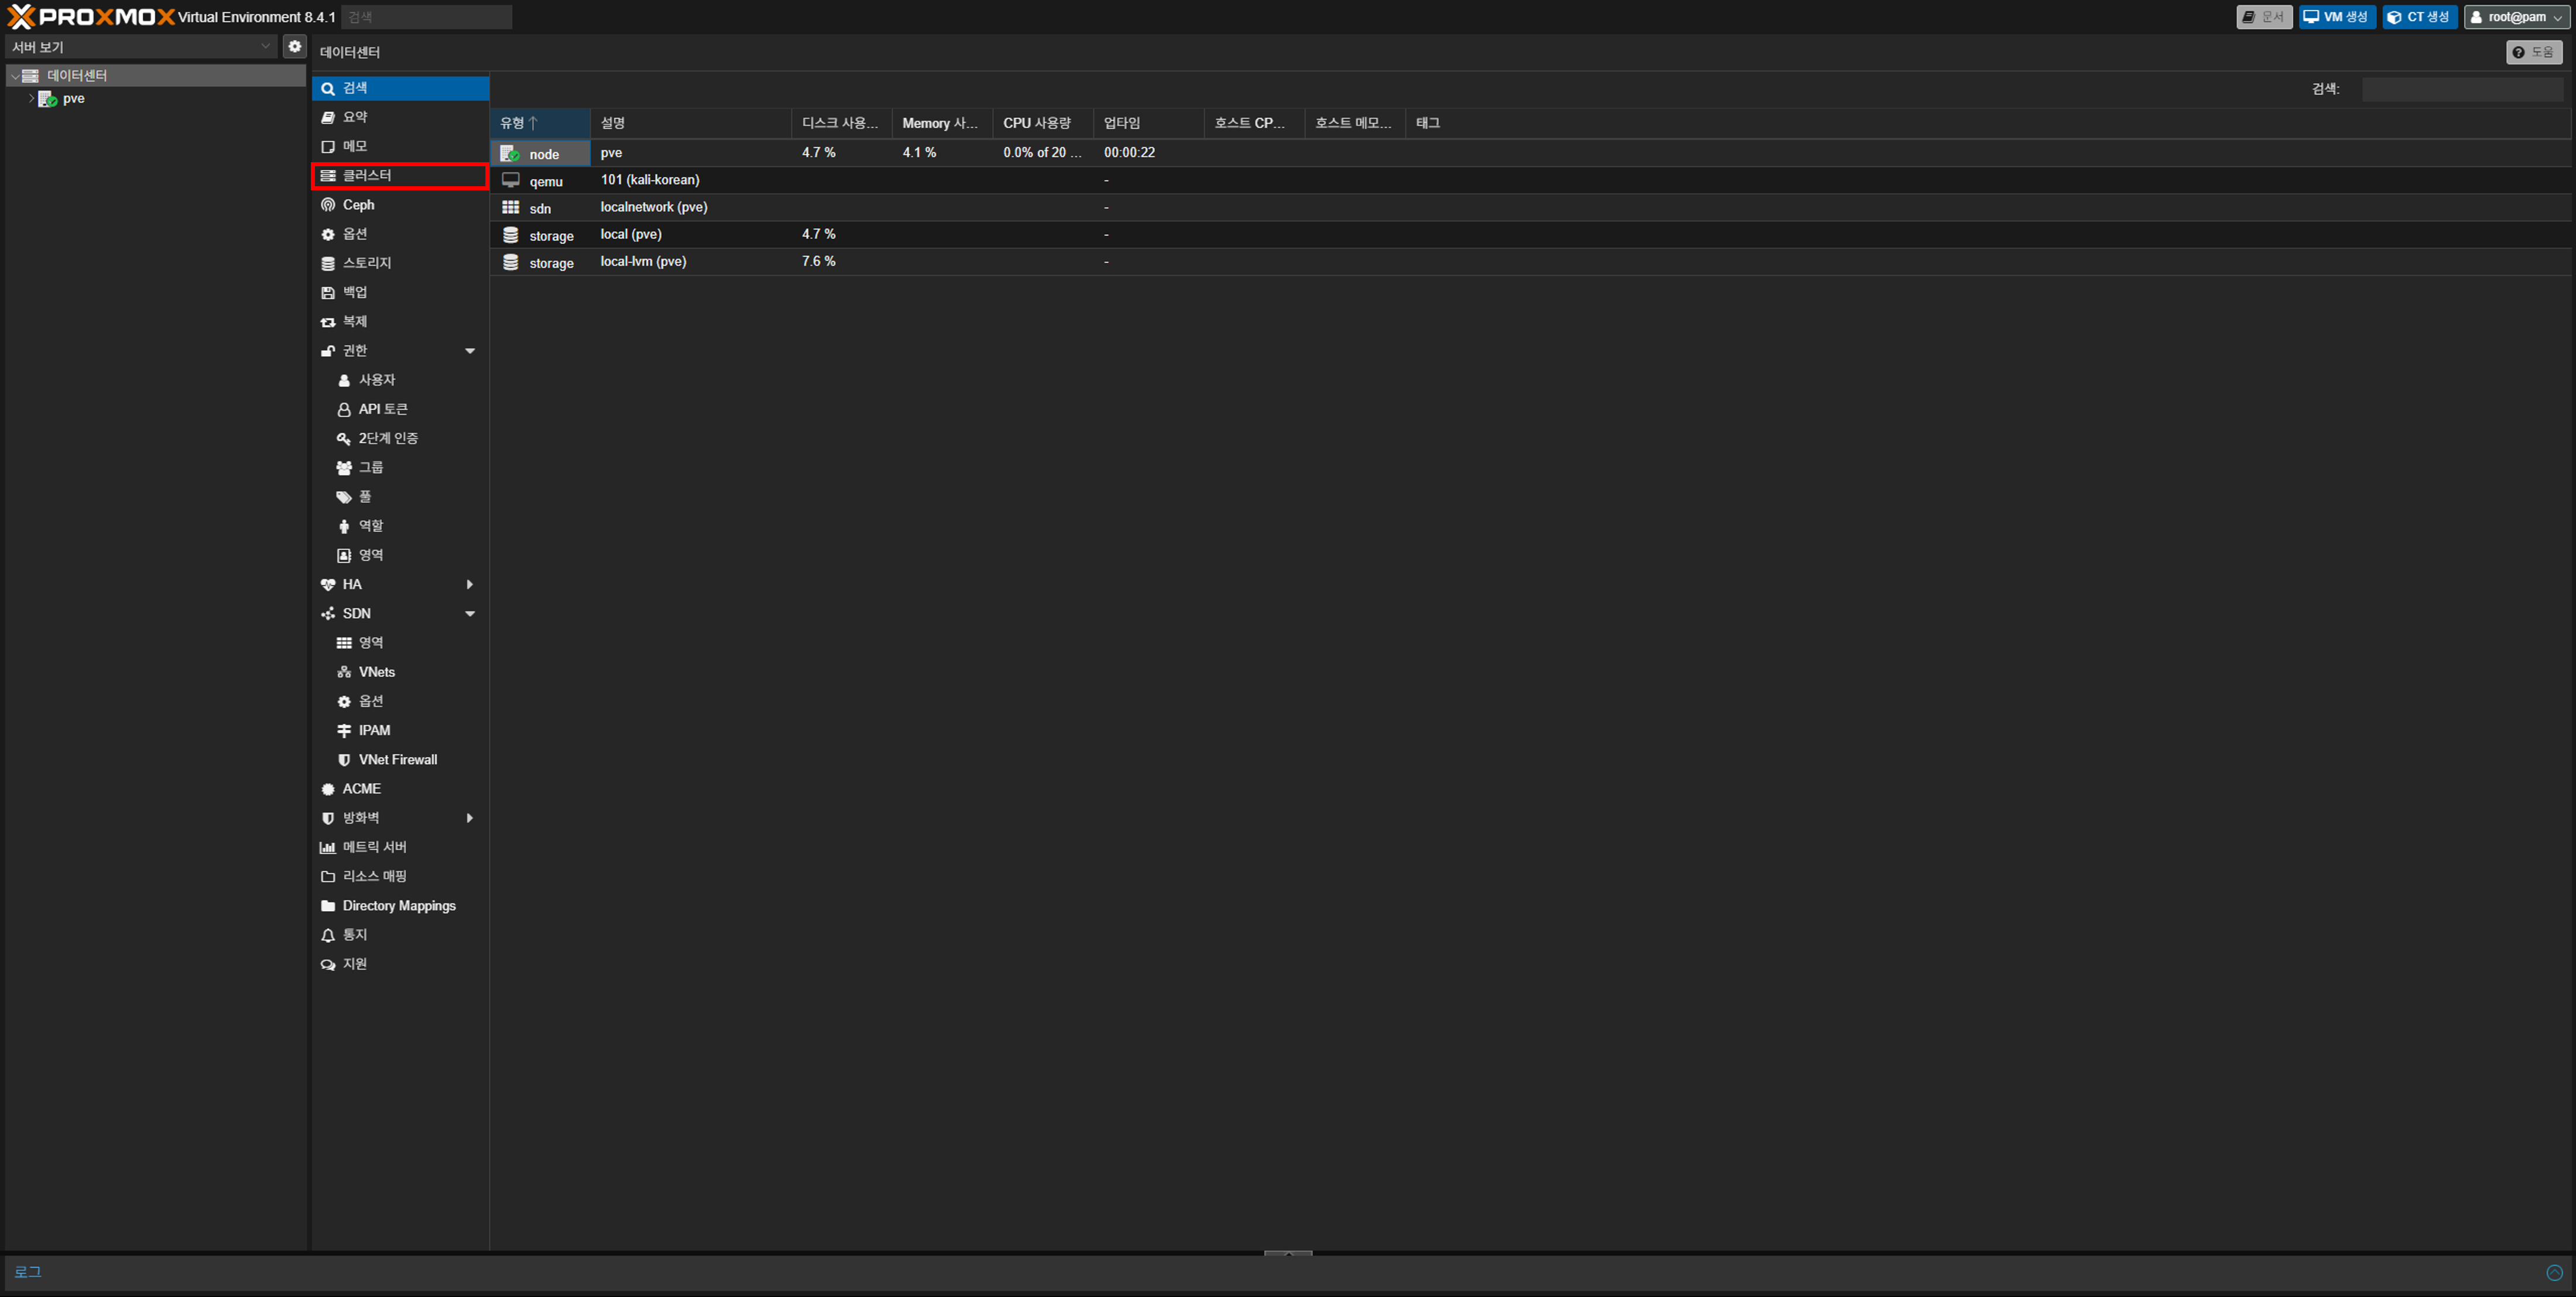 PROXMOX Virtual Environment 8.4.1 검색 문서 VM 생성 CT 생성 root@pam
서버 보기
데이터센터
pve
데이터센터 도움
검색
요약
메모
클러스터
Ceph
옵션
스토리지
백업
복제
권한
사용자
API 토큰
2단계 인증
그룹
풀
역할
영역
HA
SDN
영역
VNets
옵션
IPAM
VNet Firewall
ACME
방화벽
메트릭 서버
리소스 매핑
Directory Mappings
통지
지원
검색:
유형 설명 디스크 사용... Memory 사... CPU 사용량 업타임 호스트 CP... 호스트 메모... 태그
node pve 4.7 % 4.1 % 0.0% of 20 ... 00:00:22
qemu 101 (kali-korean) -
sdn localnetwork (pve) -
storage local (pve) 4.7 % -
storage local-lvm (pve) 7.6 % -
로그